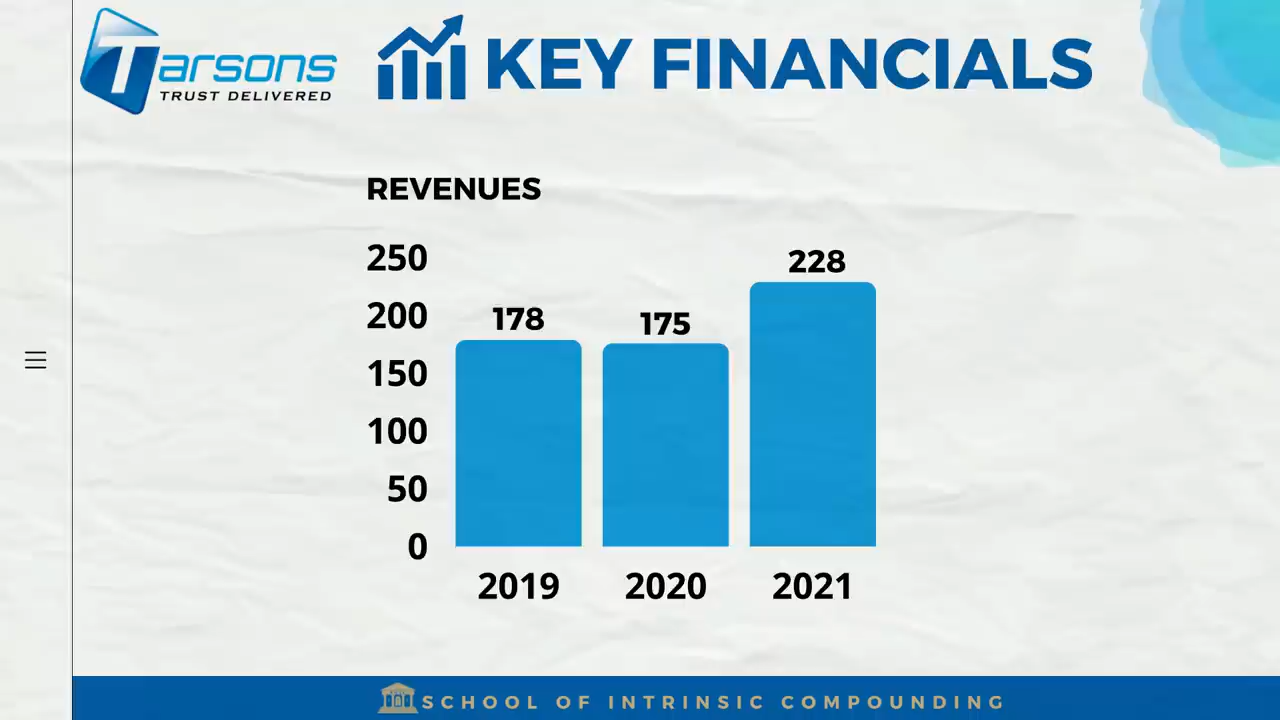 Tarsons
TRUST DELIVERED
KEY FINANCIALS
REVENUES
250
200
150
100
50
0
178
175
228
2019
2020
2021
SCHOOL OF INTRINSIC COMPOUNDING